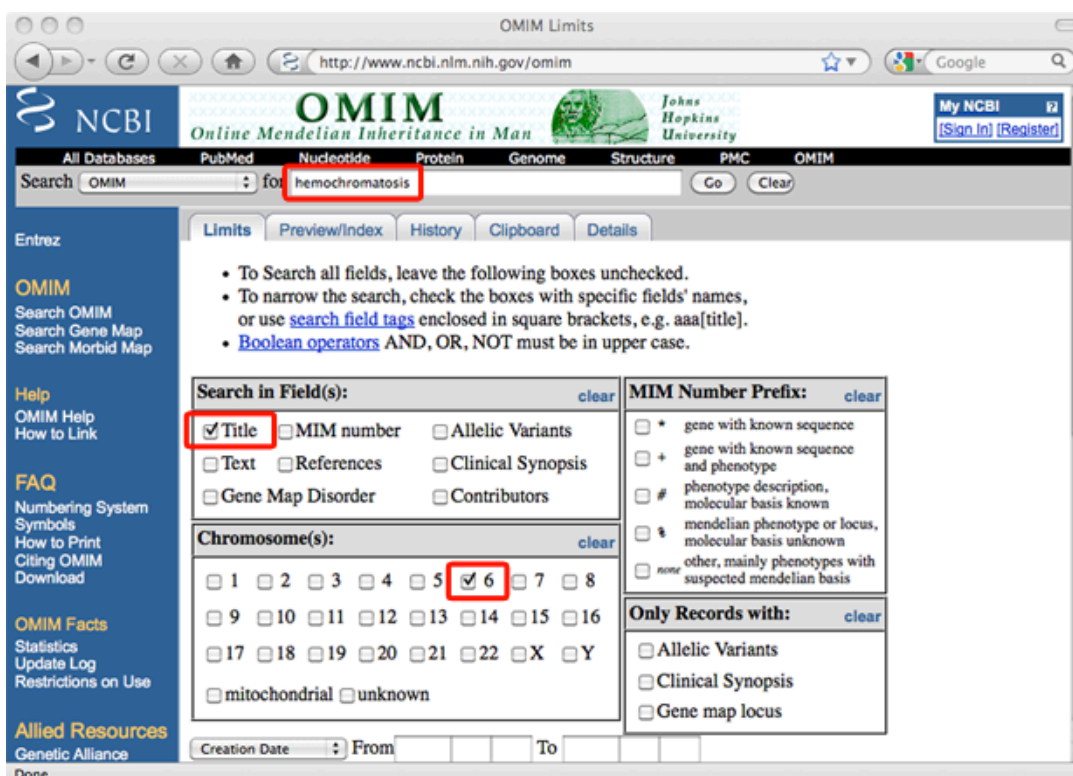 OMIM Limits
http://www.ncbi.nlm.nih.gov/omim
Google
NCBI
OMIM
Online Mendelian Inheritance in Man
Johns
Hopkins
University
My NCBI
[Sign In] [Register]
All Databases PubMed Nucleotide Protein Genome Structure PMC OMIM
Search OMIM for hemochromatosis Go Clear
Limits Preview/Index History Clipboard Details
Entrez
OMIM
Search OMIM
Search Gene Map
Search Morbid Map
Help
OMIM Help
How to Link
FAQ
Numbering System
Symbols
How to Print
Citing OMIM
Download
OMIM Facts
Statistics
Update Log
Restrictions on Use
Allied Resources
Genetic Alliance
• To Search all fields, leave the following boxes unchecked.
• To narrow the search, check the boxes with specific fields' names,
or use search field tags enclosed in square brackets, e.g. aaa[title].
• Boolean operators AND, OR, NOT must be in upper case.
Search in Field(s): clear
Title MIM number Allelic Variants
Text References Clinical Synopsis
Gene Map Disorder Contributors
Chromosome(s): clear
1 2 3 4 5 6 7 8
9 10 11 12 13 14 15 16
17 18 19 20 21 22 X Y
mitochondrial unknown
MIM Number Prefix: clear
* gene with known sequence
+ gene with known sequence
and phenotype
# phenotype description,
molecular basis known
% mendelian phenotype or locus,
molecular basis unknown
none other, mainly phenotypes with
suspected mendelian basis
Only Records with: clear
Allelic Variants
Clinical Synopsis
Gene map locus
Creation Date From To
Done